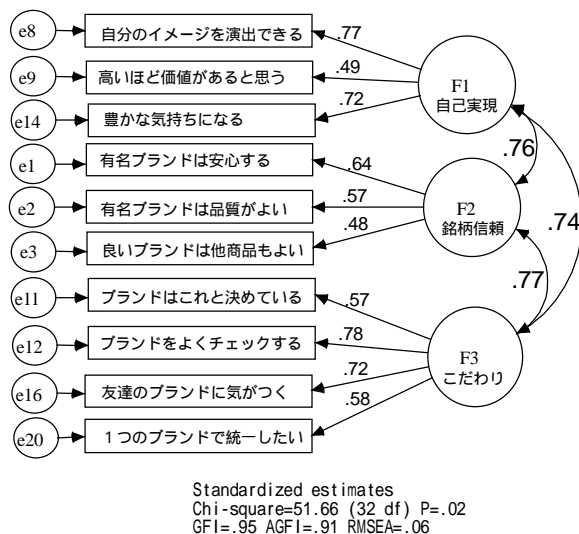 e8 自分のイメージを演出できる .77
e9 高いほど価値があると思う .49
e14 豊かな気持ちになる .72
F1
自己実現
e1 有名ブランドは安心する .64
e2 有名ブランドは品質がよい .57
e3 良いブランドは他商品もよい .48
F2
銘柄信頼
.76
.74
.77
e11 ブランドはこれと決めている .57
e12 ブランドをよくチェックする .78
e16 友達のブランドに気がつく .72
e20 1つのブランドで統一したい .58
F3
こだわり
Standardized estimates
Chi-square=51.66 (32 df) P=.02
GFI=.95 AGFI=.91 RMSEA=.06